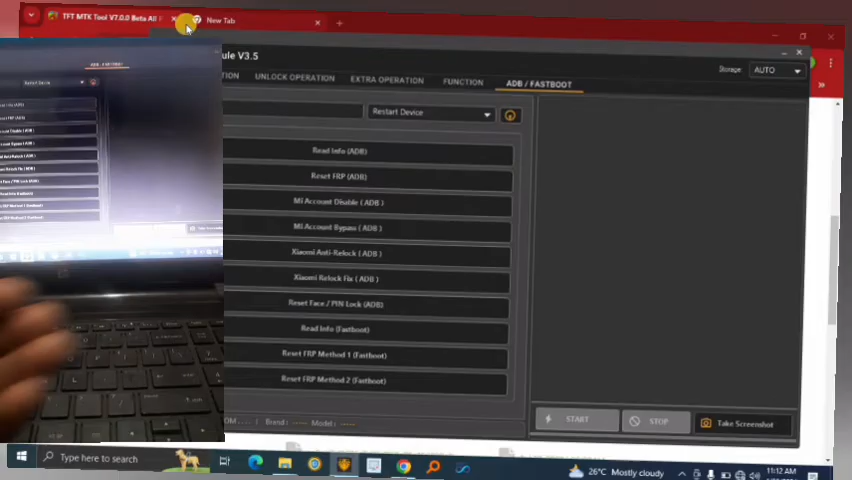 TFT MTK Tool V7.0.0 Beta All F
New Tab
ule V3.5
TION UNLOCK OPERATION EXTRA OPERATION FUNCTION ADB / FASTBOOT
Storage: AUTO
Restart Device
Read Info (ADB)
Reset FRP (ADB)
Mi Account Disable ( ADB )
Mi Account Bypass ( ADB )
Xiaomi Anti-Relock ( ADB )
Xiaomi Relock Fix ( ADB )
Reset Face / PIN Lock (ADB)
Read Info (Fastboot)
Reset FRP Method 1 (Fastboot)
Reset FRP Method 2 (Fastboot)
START STOP Take Screenshot
OM.... : Brand : ---- Model : ----
Type here to search
26°C Mostly cloudy
11:12 AM
Restart Device